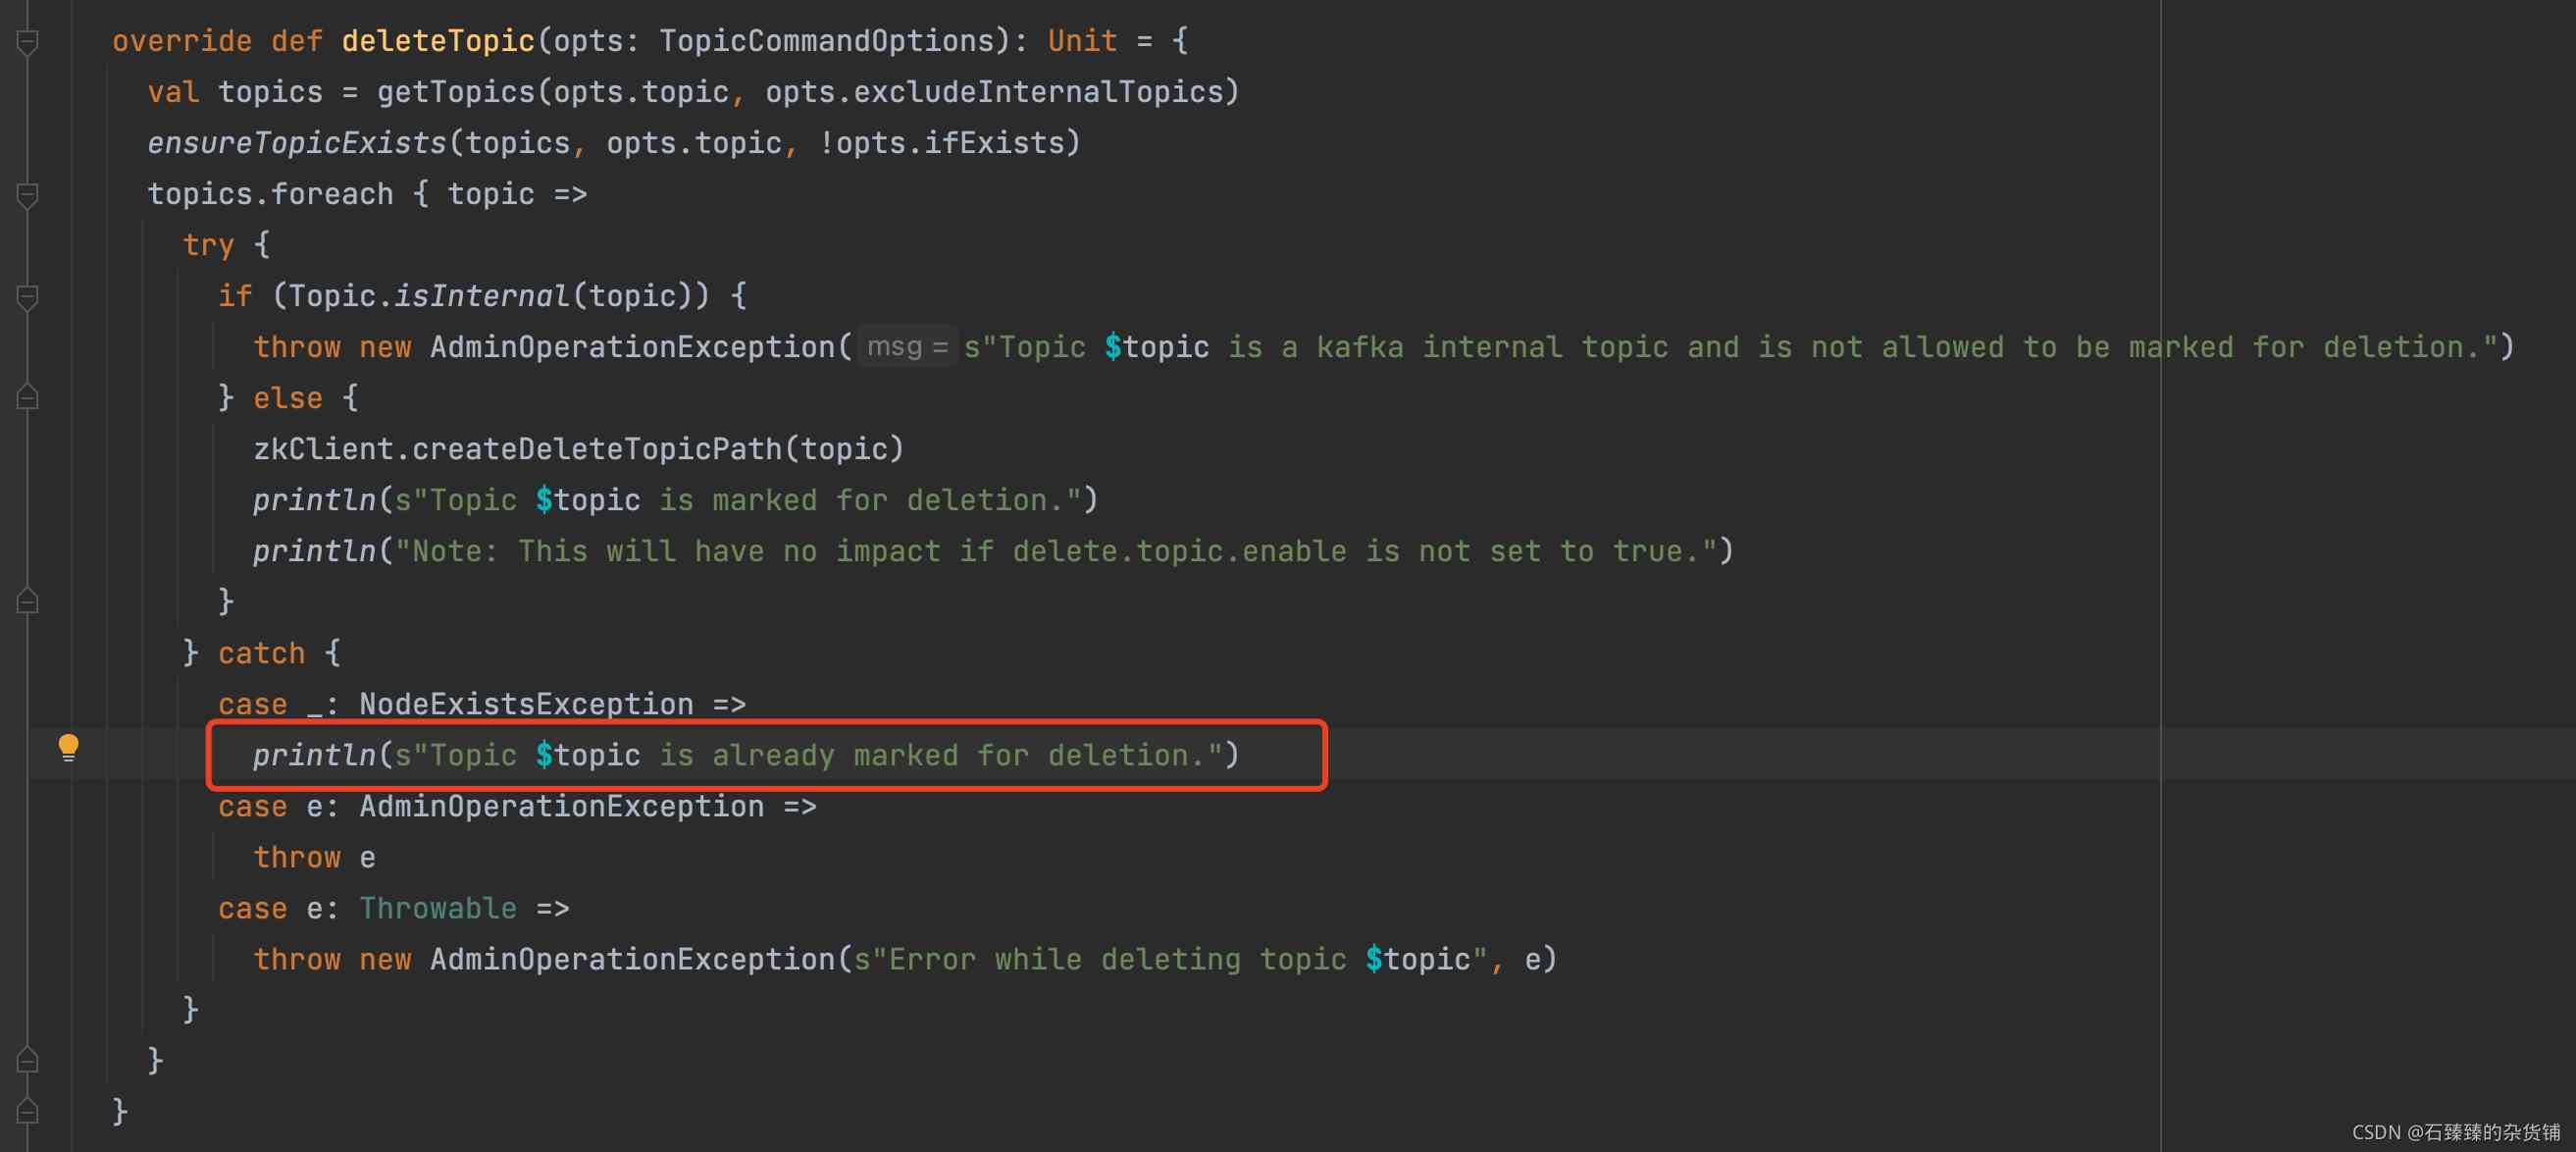 override def deleteTopic(opts: TopicCommandOptions): Unit = {
val topics = getTopics(opts.topic, opts.excludeInternalTopics)
ensureTopicExists(topics, opts.topic, !opts.ifExists)
topics.foreach { topic =>
try {
if (Topic.isInternal(topic)) {
throw new AdminOperationException( msg = s"Topic $topic is a kafka internal topic and is not allowed to be marked for deletion.")
} else {
zkClient.createDeleteTopicPath(topic)
println(s"Topic $topic is marked for deletion.")
println("Note: This will have no impact if delete.topic.enable is not set to true.")
}
} catch {
case _: NodeExistsException =>
println(s"Topic $topic is already marked for deletion.")
case e: AdminOperationException =>
throw e
case e: Throwable =>
throw new AdminOperationException(s"Error while deleting topic $topic", e)
}
}
}
CSDN @石臻臻的杂货铺